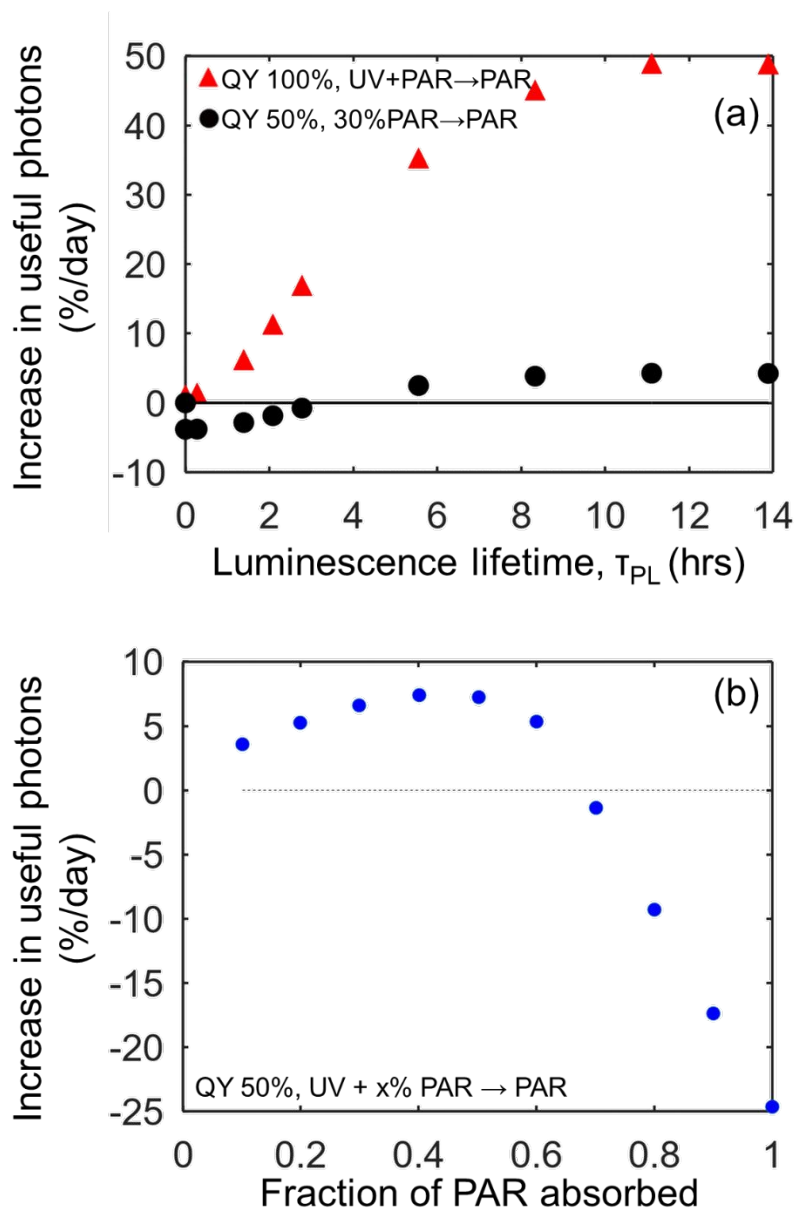 Increase in useful photons
(%/day)
50
40
30
20
10
0
-10
QY 100%, UV+PAR→PAR
QY 50%, 30%PAR→PAR
(a)
0 2 4 6 8 10 12 14
Luminescence lifetime, τPL (hrs)
Increase in useful photons
(%/day)
10
5
0
-5
-10
-15
-20
-25
(b)
QY 50%, UV + x% PAR → PAR
0 0.2 0.4 0.6 0.8 1
Fraction of PAR absorbed